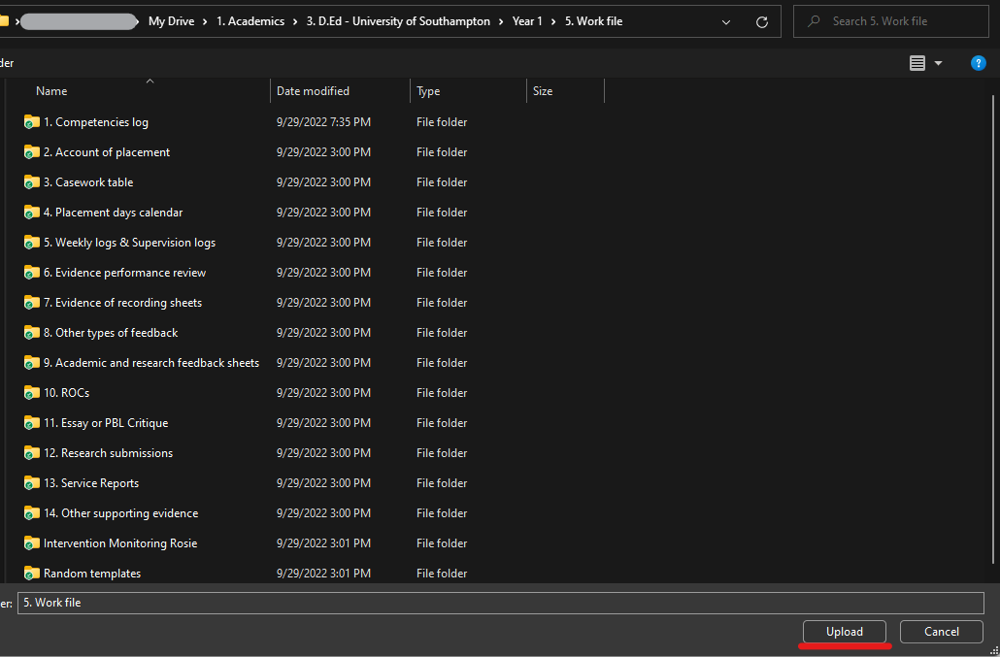 My Drive > 1. Academics > 3. D.Ed - University of Southampton > Year 1 > 5. Work file Search 5. Work file
der ?
Name Date modified Type Size
1. Competencies log 9/29/2022 7:35 PM File folder
2. Account of placement 9/29/2022 3:00 PM File folder
3. Casework table 9/29/2022 3:00 PM File folder
4. Placement days calendar 9/29/2022 3:00 PM File folder
5. Weekly logs & Supervision logs 9/29/2022 3:00 PM File folder
6. Evidence performance review 9/29/2022 3:00 PM File folder
7. Evidence of recording sheets 9/29/2022 3:00 PM File folder
8. Other types of feedback 9/29/2022 3:00 PM File folder
9. Academic and research feedback sheets 9/29/2022 3:00 PM File folder
10. ROCs 9/29/2022 3:00 PM File folder
11. Essay or PBL Critique 9/29/2022 3:00 PM File folder
12. Research submissions 9/29/2022 3:00 PM File folder
13. Service Reports 9/29/2022 3:00 PM File folder
14. Other supporting evidence 9/29/2022 3:00 PM File folder
Intervention Monitoring Rosie 9/29/2022 3:01 PM File folder
Random templates 9/29/2022 3:01 PM File folder
er: 5. Work file
Upload Cancel